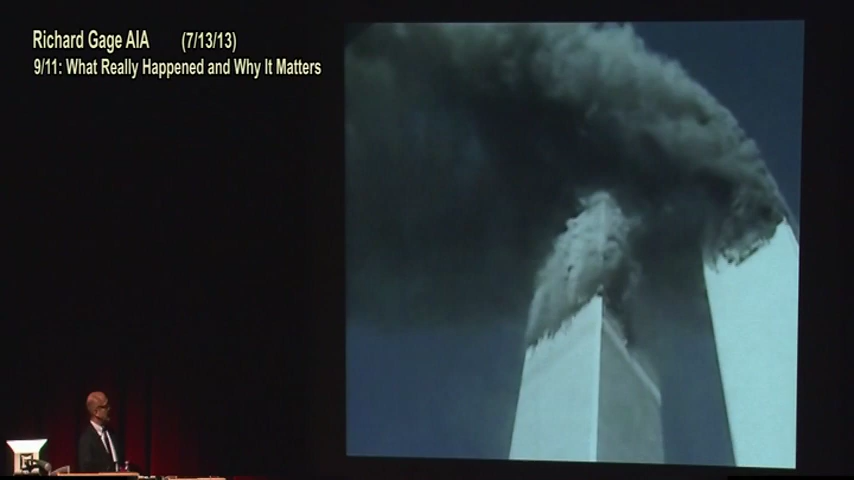 Richard Gage AIA (7/13/13)
9/11: What Really Happened and Why It Matters